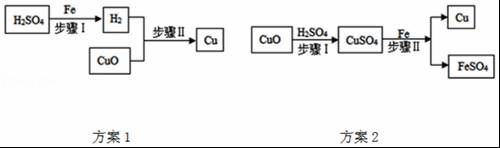 H₂SO₄ Fe 步骤Ⅰ H₂ 步骤Ⅱ Cu
CuO
方案1
CuO H₂SO₄ 步骤Ⅰ CuSO₄ Fe 步骤Ⅱ Cu
FeSO₄
方案2